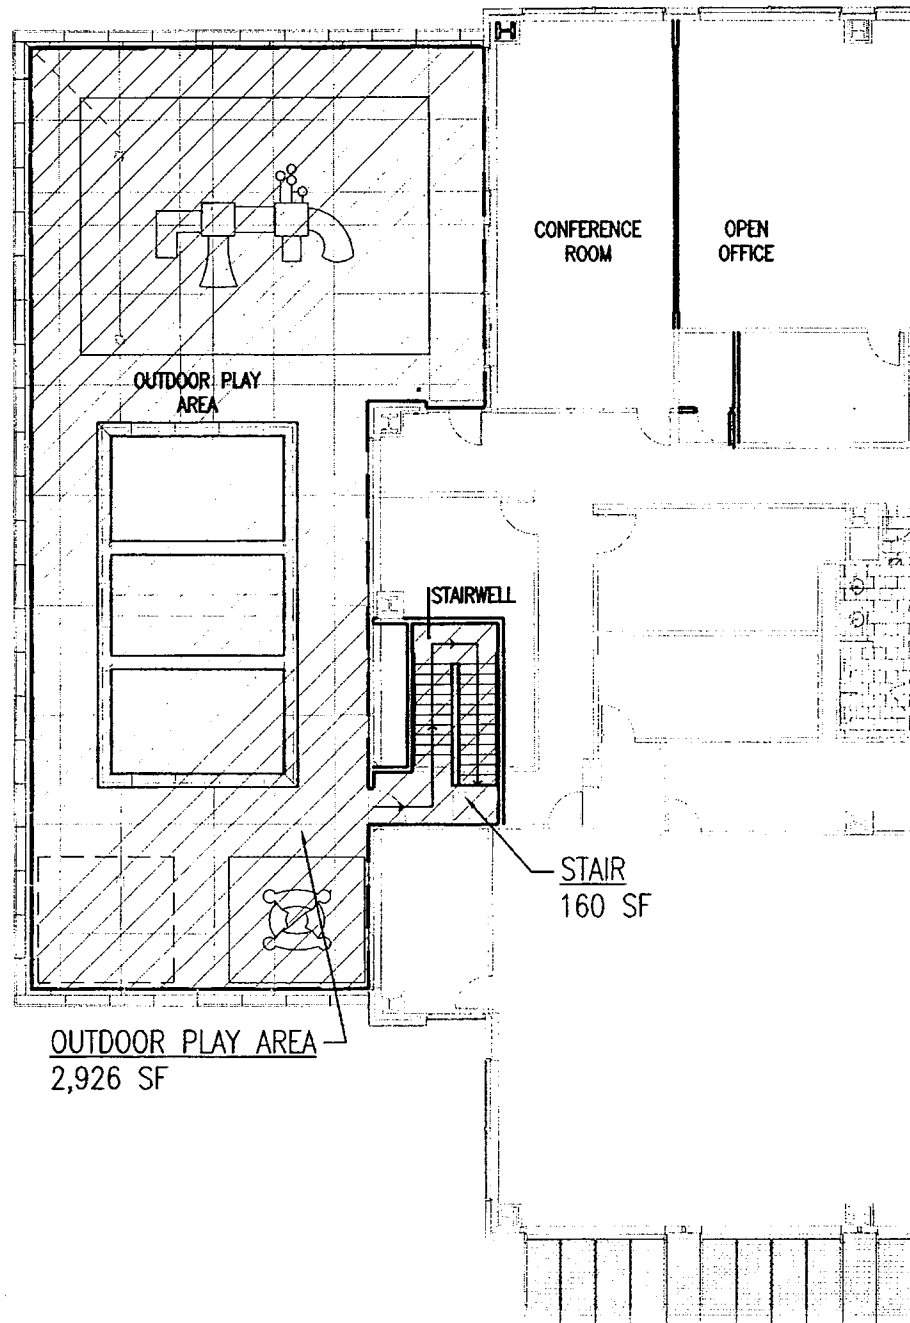 CONFERENCE
ROOM
OPEN
OFFICE
OUTDOOR PLAY
AREA
STAIRWELL
STAIR
160 SF
OUTDOOR PLAY AREA
2,926 SF